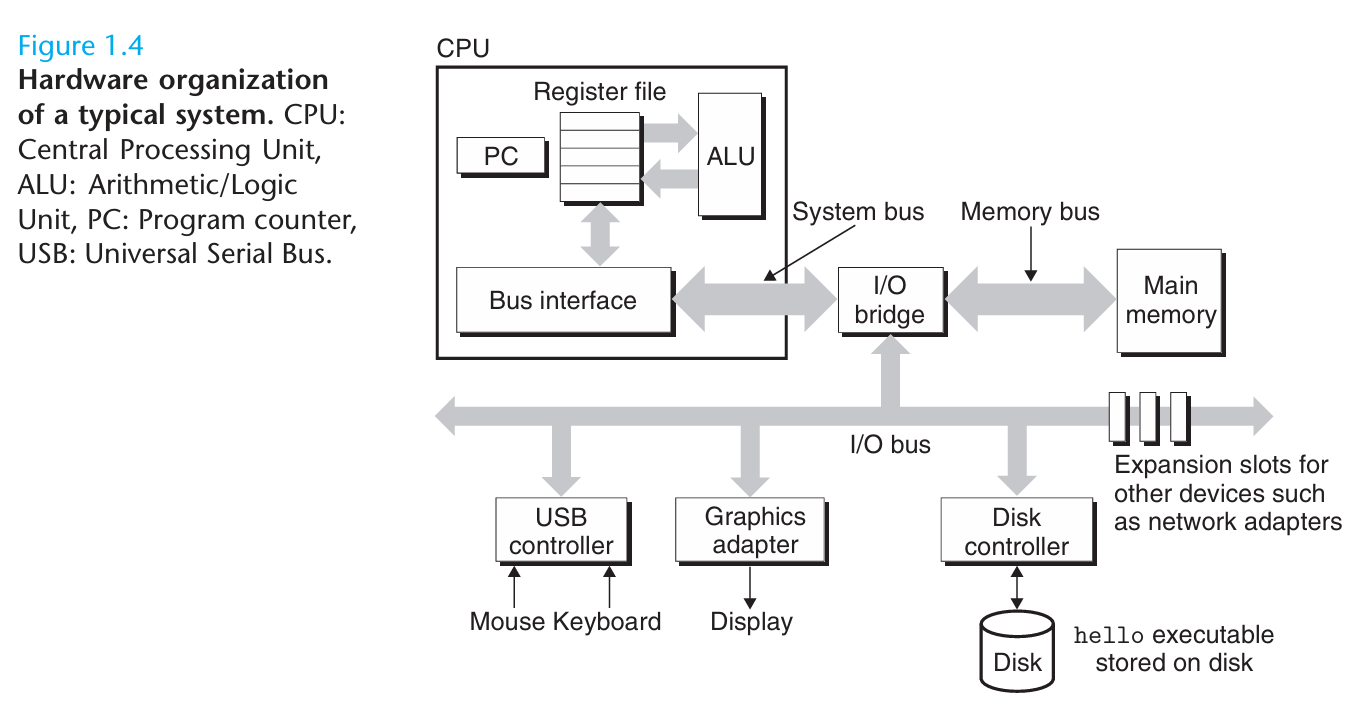 Figure 1.4
Hardware organization
of a typical system. CPU:
Central Processing Unit,
ALU: Arithmetic/Logic
Unit, PC: Program counter,
USB: Universal Serial Bus.
CPU
Register file
PC
ALU
System bus
Memory bus
Bus interface
I/O
bridge
Main
memory
I/O bus
Expansion slots for
other devices such
as network adapters
USB
controller
Graphics
adapter
Disk
controller
Mouse Keyboard
Display
Disk
hello executable
stored on disk